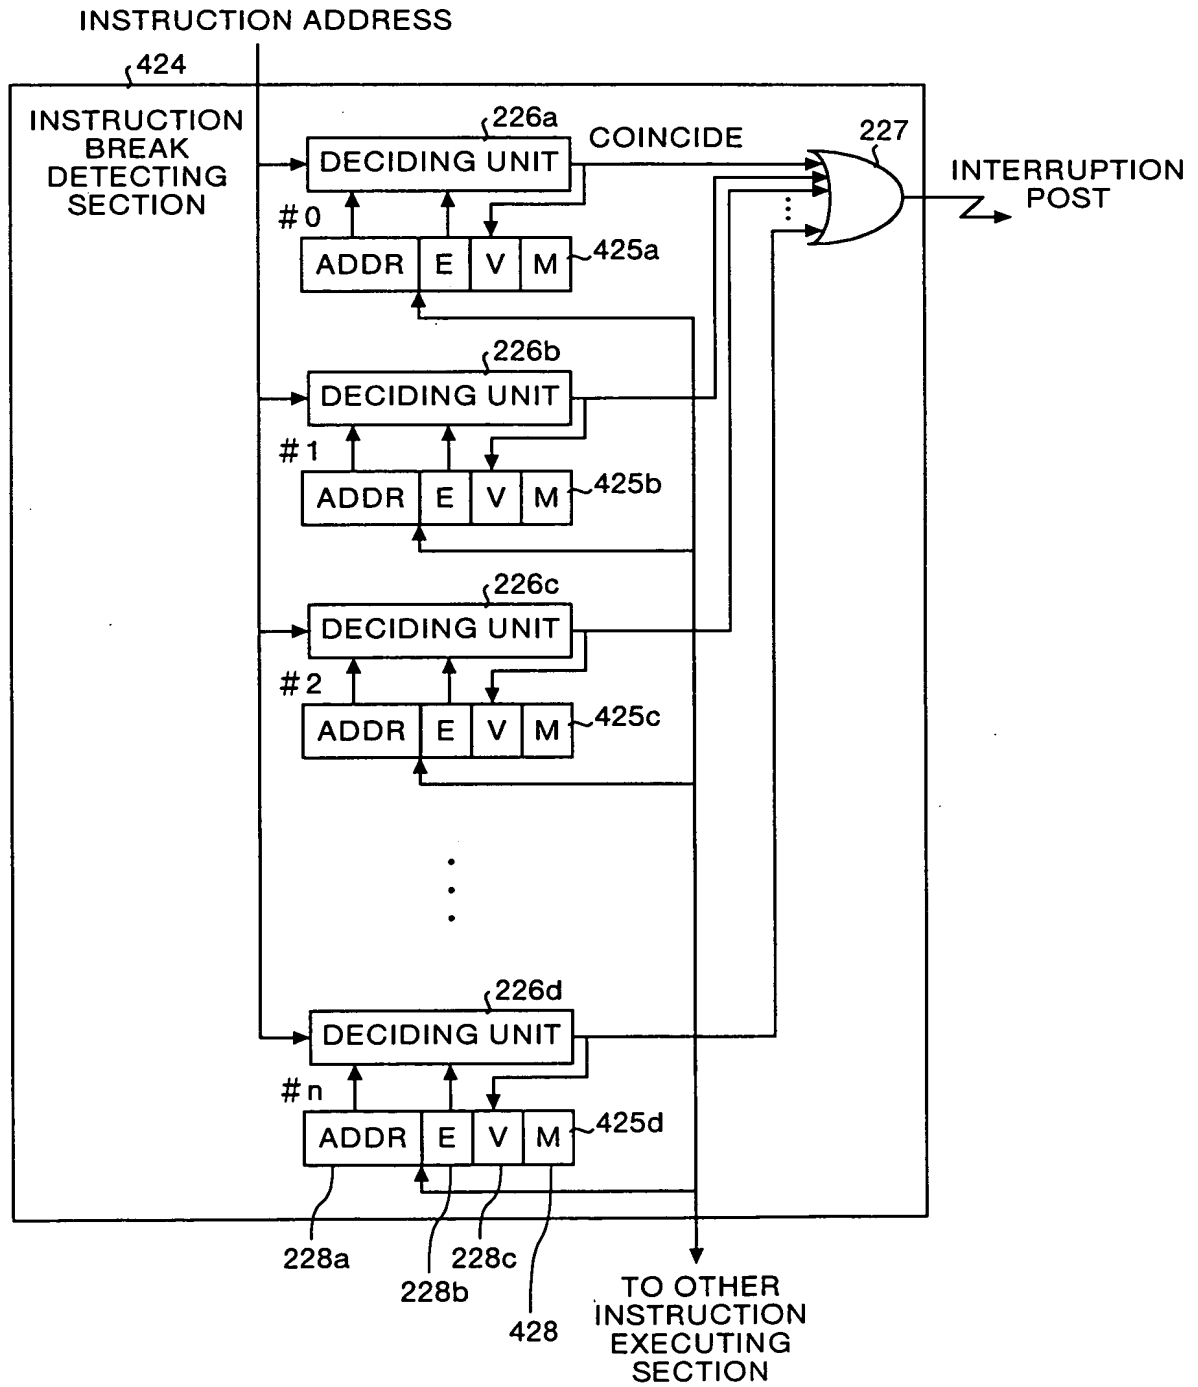 INSTRUCTION ADDRESS
424
INSTRUCTION
BREAK
DETECTING
SECTION
226a
DECIDING UNIT
COINCIDE
227
INTERRUPTION
POST
#0
ADDR E V M
425a
226b
DECIDING UNIT
#1
ADDR E V M
425b
226c
DECIDING UNIT
#2
ADDR E V M
425c
226d
DECIDING UNIT
#n
ADDR E V M
425d
228a
228b
228c
428
TO OTHER
INSTRUCTION
EXECUTING
SECTION